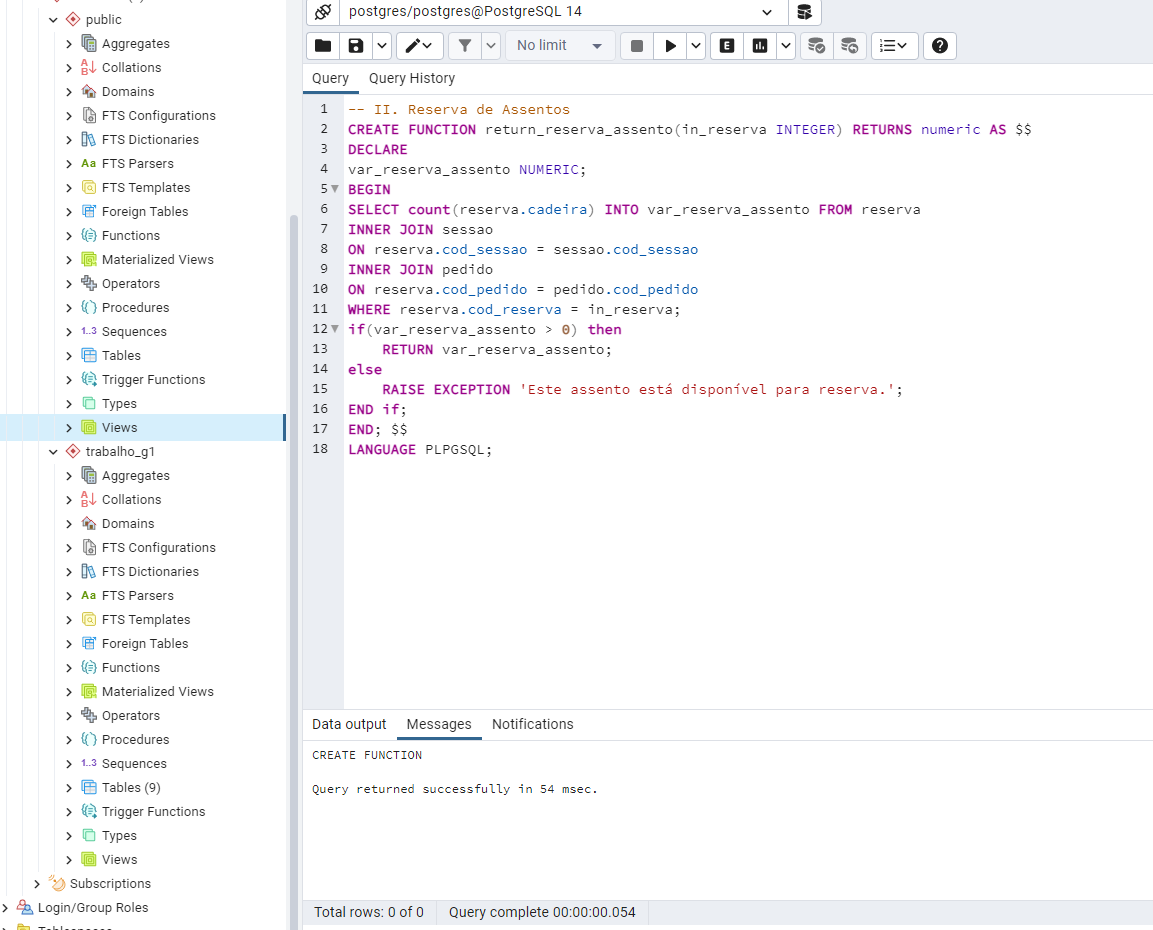 public
Aggregates
Collations
Domains
FTS Configurations
FTS Dictionaries
Aa FTS Parsers
FTS Templates
Foreign Tables
Functions
Materialized Views
Operators
Procedures
1..3 Sequences
Tables
Trigger Functions
Types
Views
trabalho_g1
Aggregates
Collations
Domains
FTS Configurations
FTS Dictionaries
Aa FTS Parsers
FTS Templates
Foreign Tables
Functions
Materialized Views
Operators
Procedures
1..3 Sequences
Tables (9)
Trigger Functions
Types
Views
Subscriptions
Login/Group Roles
postgres/postgres@PostgreSQL 14
No limit
E
Query Query History
1 -- II. Reserva de Assentos
2 CREATE FUNCTION return_reserva_assento(in_reserva INTEGER) RETURNS numeric AS $$
3 DECLARE
4 var_reserva_assento NUMERIC;
5 BEGIN
6 SELECT count(reserva.cadeira) INTO var_reserva_assento FROM reserva
7 INNER JOIN sessao
8 ON reserva.cod_sessao = sessao.cod_sessao
9 INNER JOIN pedido
10 ON reserva.cod_pedido = pedido.cod_pedido
11 WHERE reserva.cod_reserva = in_reserva;
12 if(var_reserva_assento > 0) then
13     RETURN var_reserva_assento;
14 else
15     RAISE EXCEPTION 'Este assento está disponível para reserva.';
16 END if;
17 END; $$
18 LANGUAGE PLPGSQL;
Data output Messages Notifications
CREATE FUNCTION
Query returned successfully in 54 msec.
Total rows: 0 of 0 Query complete 00:00:00.054